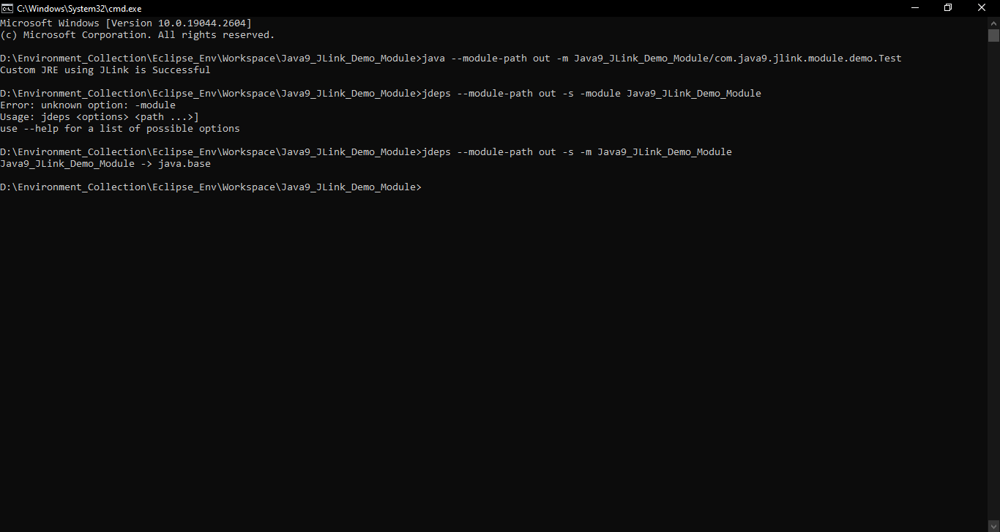 C:\Windows\System32\cmd.exe
Microsoft Windows [Version 10.0.19044.2604]
(c) Microsoft Corporation. All rights reserved.
D:\Environment_Collection\Eclipse_Env\Workspace\Java9_JLink_Demo_Module>java --module-path out -m Java9_JLink_Demo_Module/com.java9.jlink.module.demo.Test
Custom JRE using JLink is Successful
D:\Environment_Collection\Eclipse_Env\Workspace\Java9_JLink_Demo_Module>jdeps --module-path out -s -module Java9_JLink_Demo_Module
Error: unknown option: -module
Usage: jdeps <options> <path ...>]
use --help for a list of possible options
D:\Environment_Collection\Eclipse_Env\Workspace\Java9_JLink_Demo_Module>jdeps --module-path out -s -m Java9_JLink_Demo_Module
Java9_JLink_Demo_Module -> java.base
D:\Environment_Collection\Eclipse_Env\Workspace\Java9_JLink_Demo_Module>